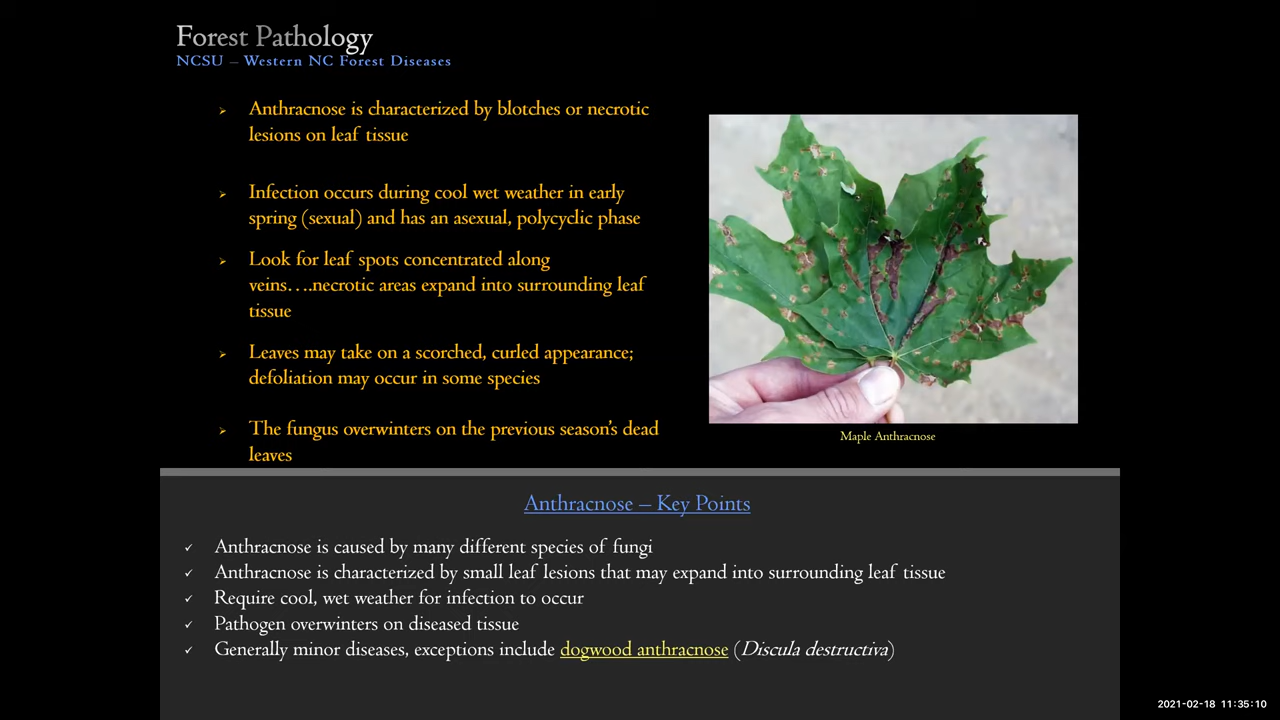 Forest Pathology
NCSU – Western NC Forest Diseases
Anthracnose is characterized by blotches or necrotic
lesions on leaf tissue
Infection occurs during cool wet weather in early
spring (sexual) and has an asexual, polycyclic phase
Look for leaf spots concentrated along
veins….necrotic areas expand into surrounding leaf
tissue
Leaves may take on a scorched, curled appearance;
defoliation may occur in some species
The fungus overwinters on the previous season's dead
leaves
Maple Anthracnose
Anthracnose – Key Points
Anthracnose is caused by many different species of fungi
Anthracnose is characterized by small leaf lesions that may expand into surrounding leaf tissue
Require cool, wet weather for infection to occur
Pathogen overwinters on diseased tissue
Generally minor diseases, exceptions include dogwood anthracnose (Discula destructiva)
2021-02-18 11:35:10